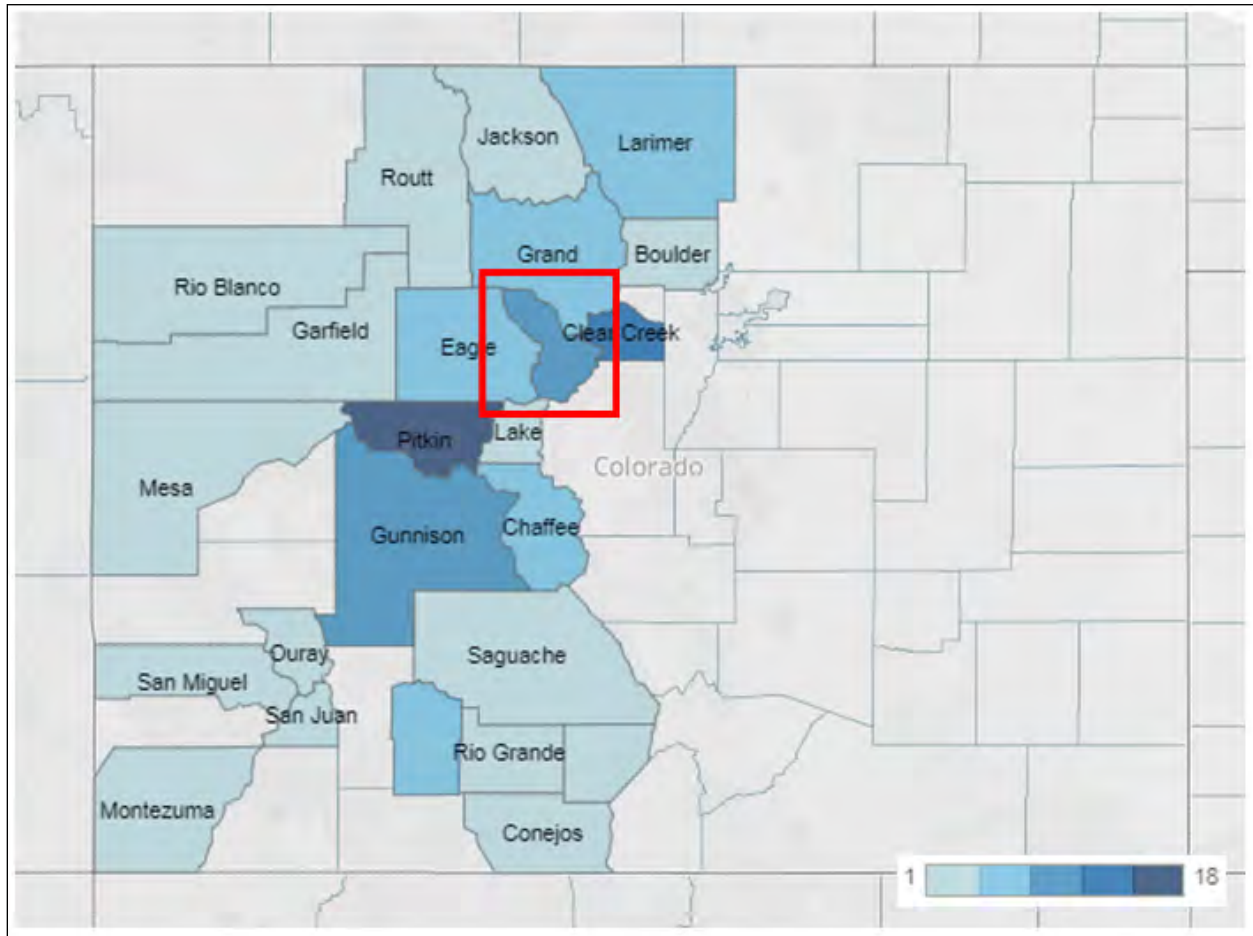 Jackson
Larimer
Routt
Grand
Boulder
Rio Blanco
Garfield
Eagle
Clear Creek
Pitkin
Lake
Colorado
Mesa
Gunnison
Chaffee
Ouray
Saguache
San Miguel
San Juan
Rio Grande
Montezuma
Conejos
1
18